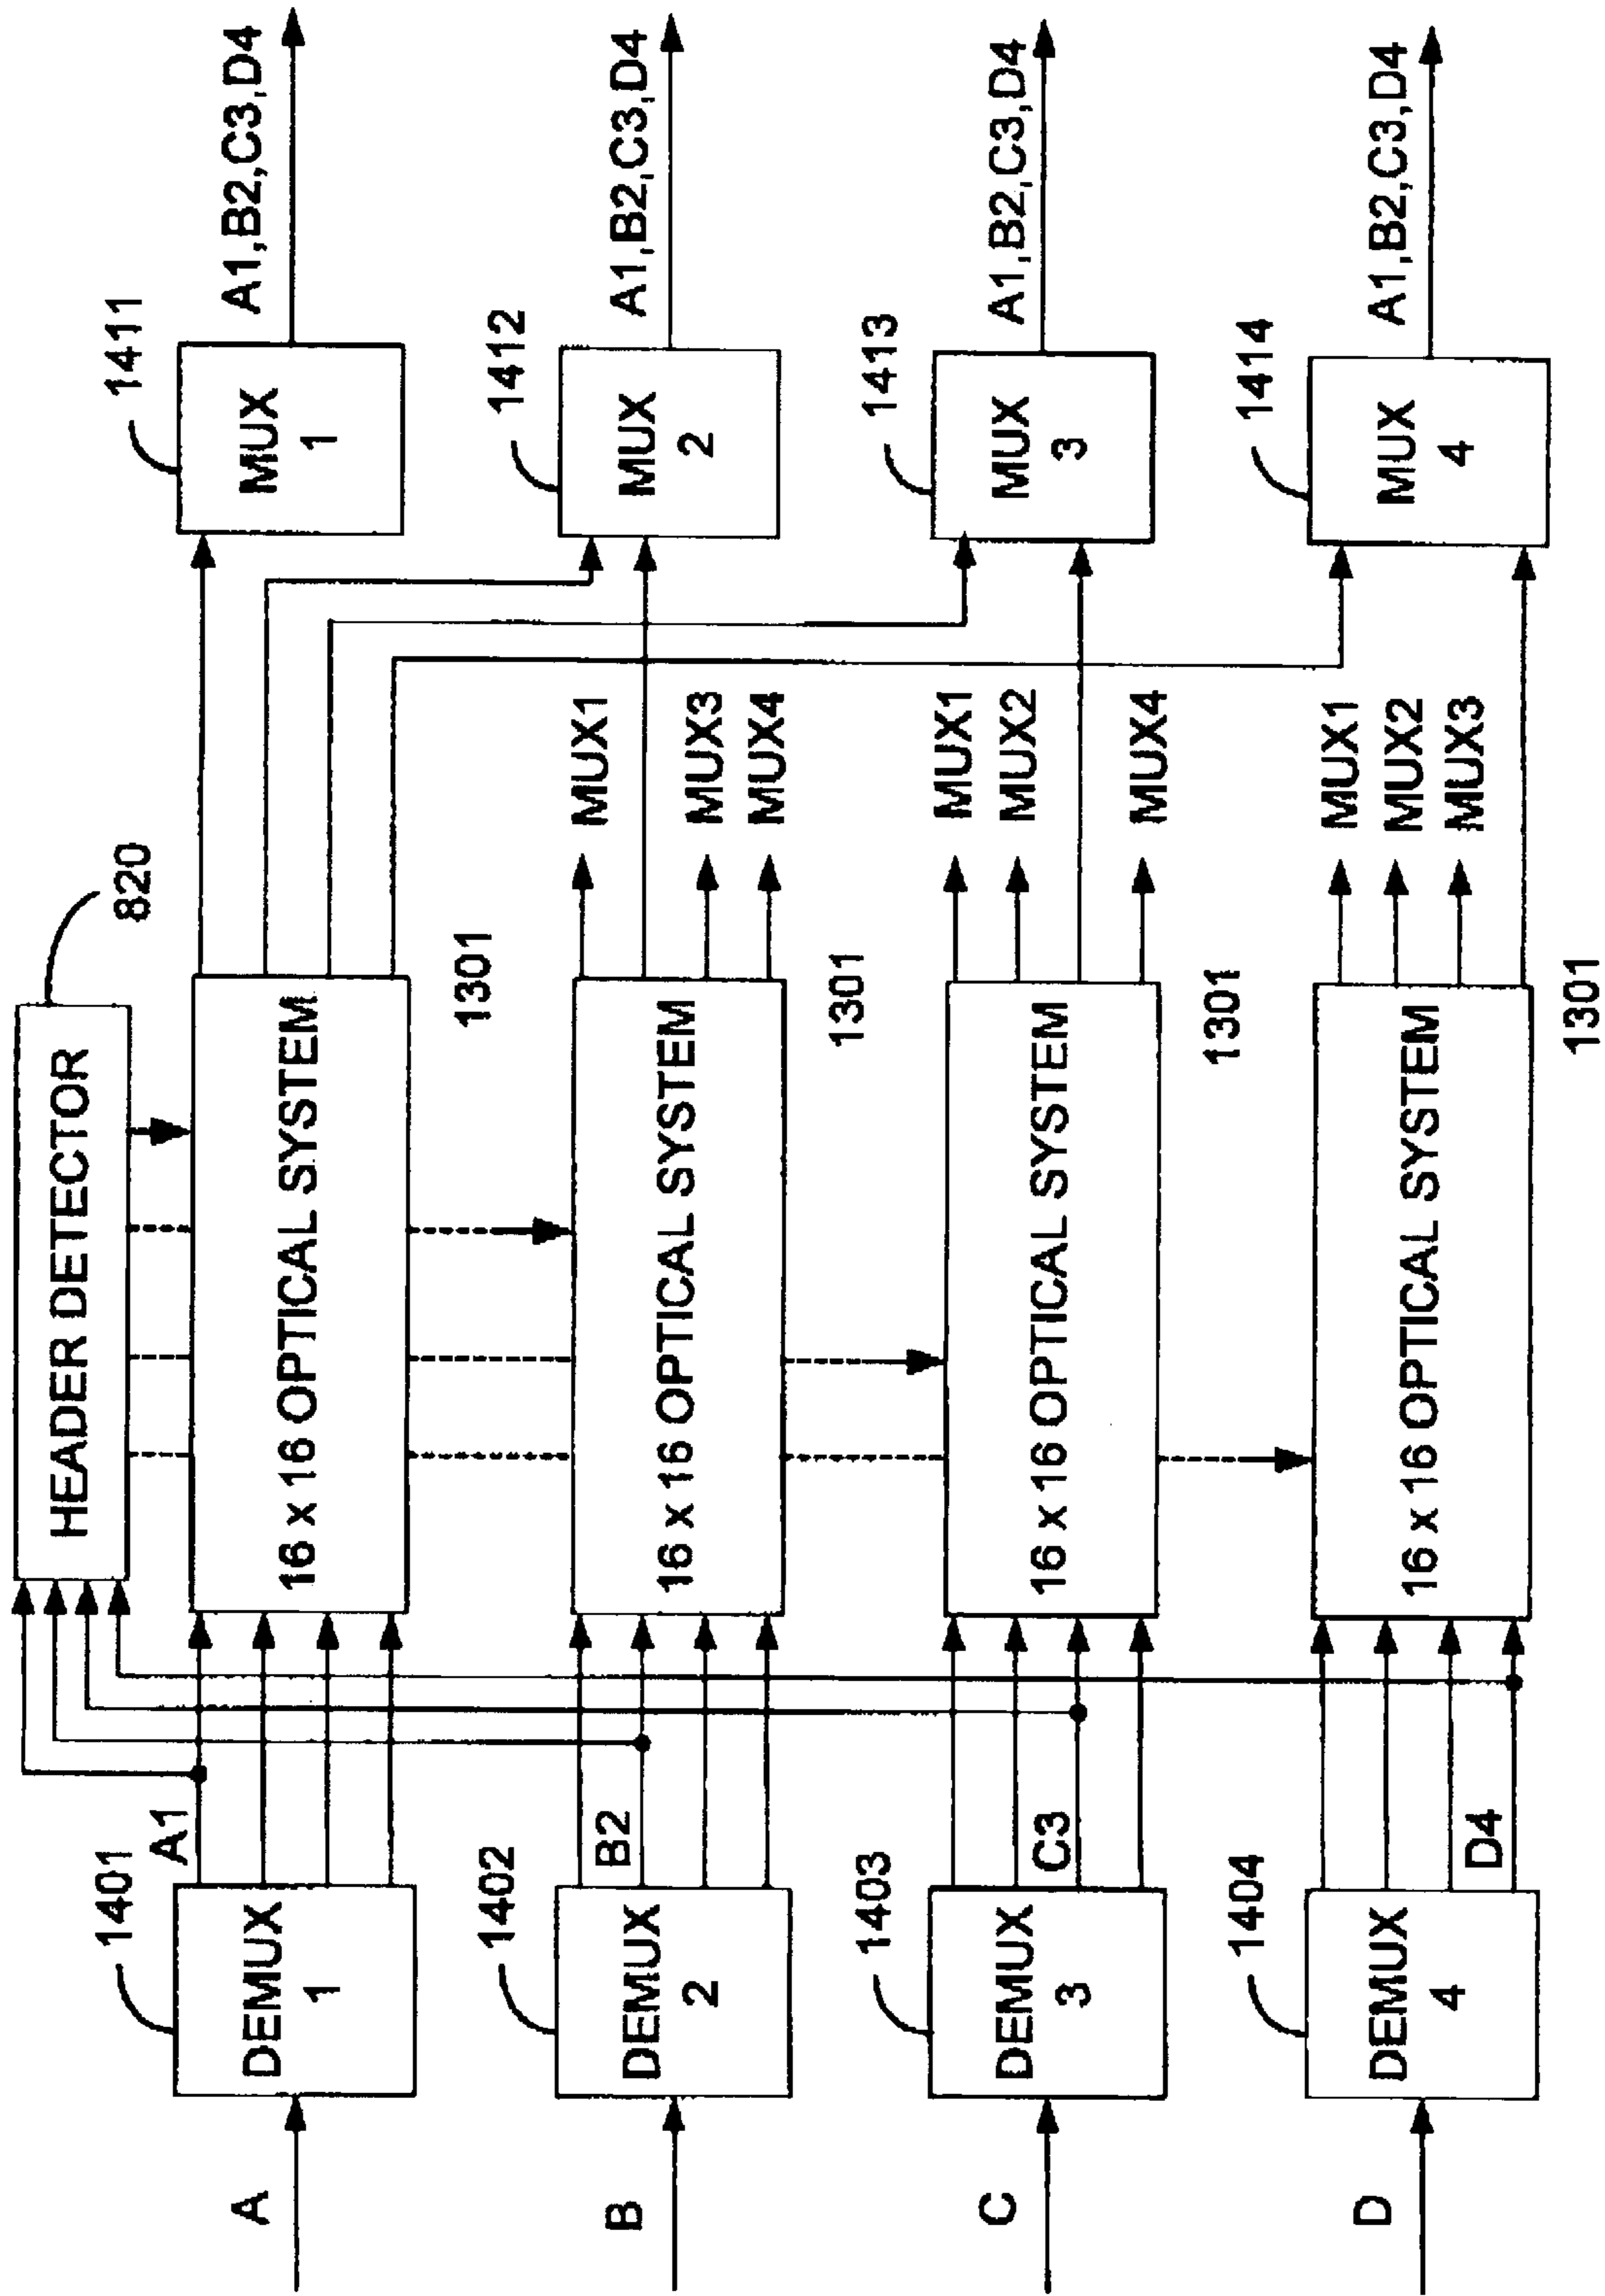 HEADER DETECTOR
820
A
1401
DEMUX
1
A1
16 x 16 OPTICAL SYSTEM
1301
1411
MUX
1
A1,B2,C3,D4
B
1402
DEMUX
2
B2
16 x 16 OPTICAL SYSTEM
1301
MUX1
MUX3
MUX4
1412
MUX
2
A1,B2,C3,D4
C
1403
DEMUX
3
C3
16 x 16 OPTICAL SYSTEM
1301
MUX1
MUX2
MUX4
1413
MUX
3
A1,B2,C3,D4
D
1404
DEMUX
4
D4
16 x 16 OPTICAL SYSTEM
1301
MUX1
MUX2
MUX3
1414
MUX
4
A1,B2,C3,D4